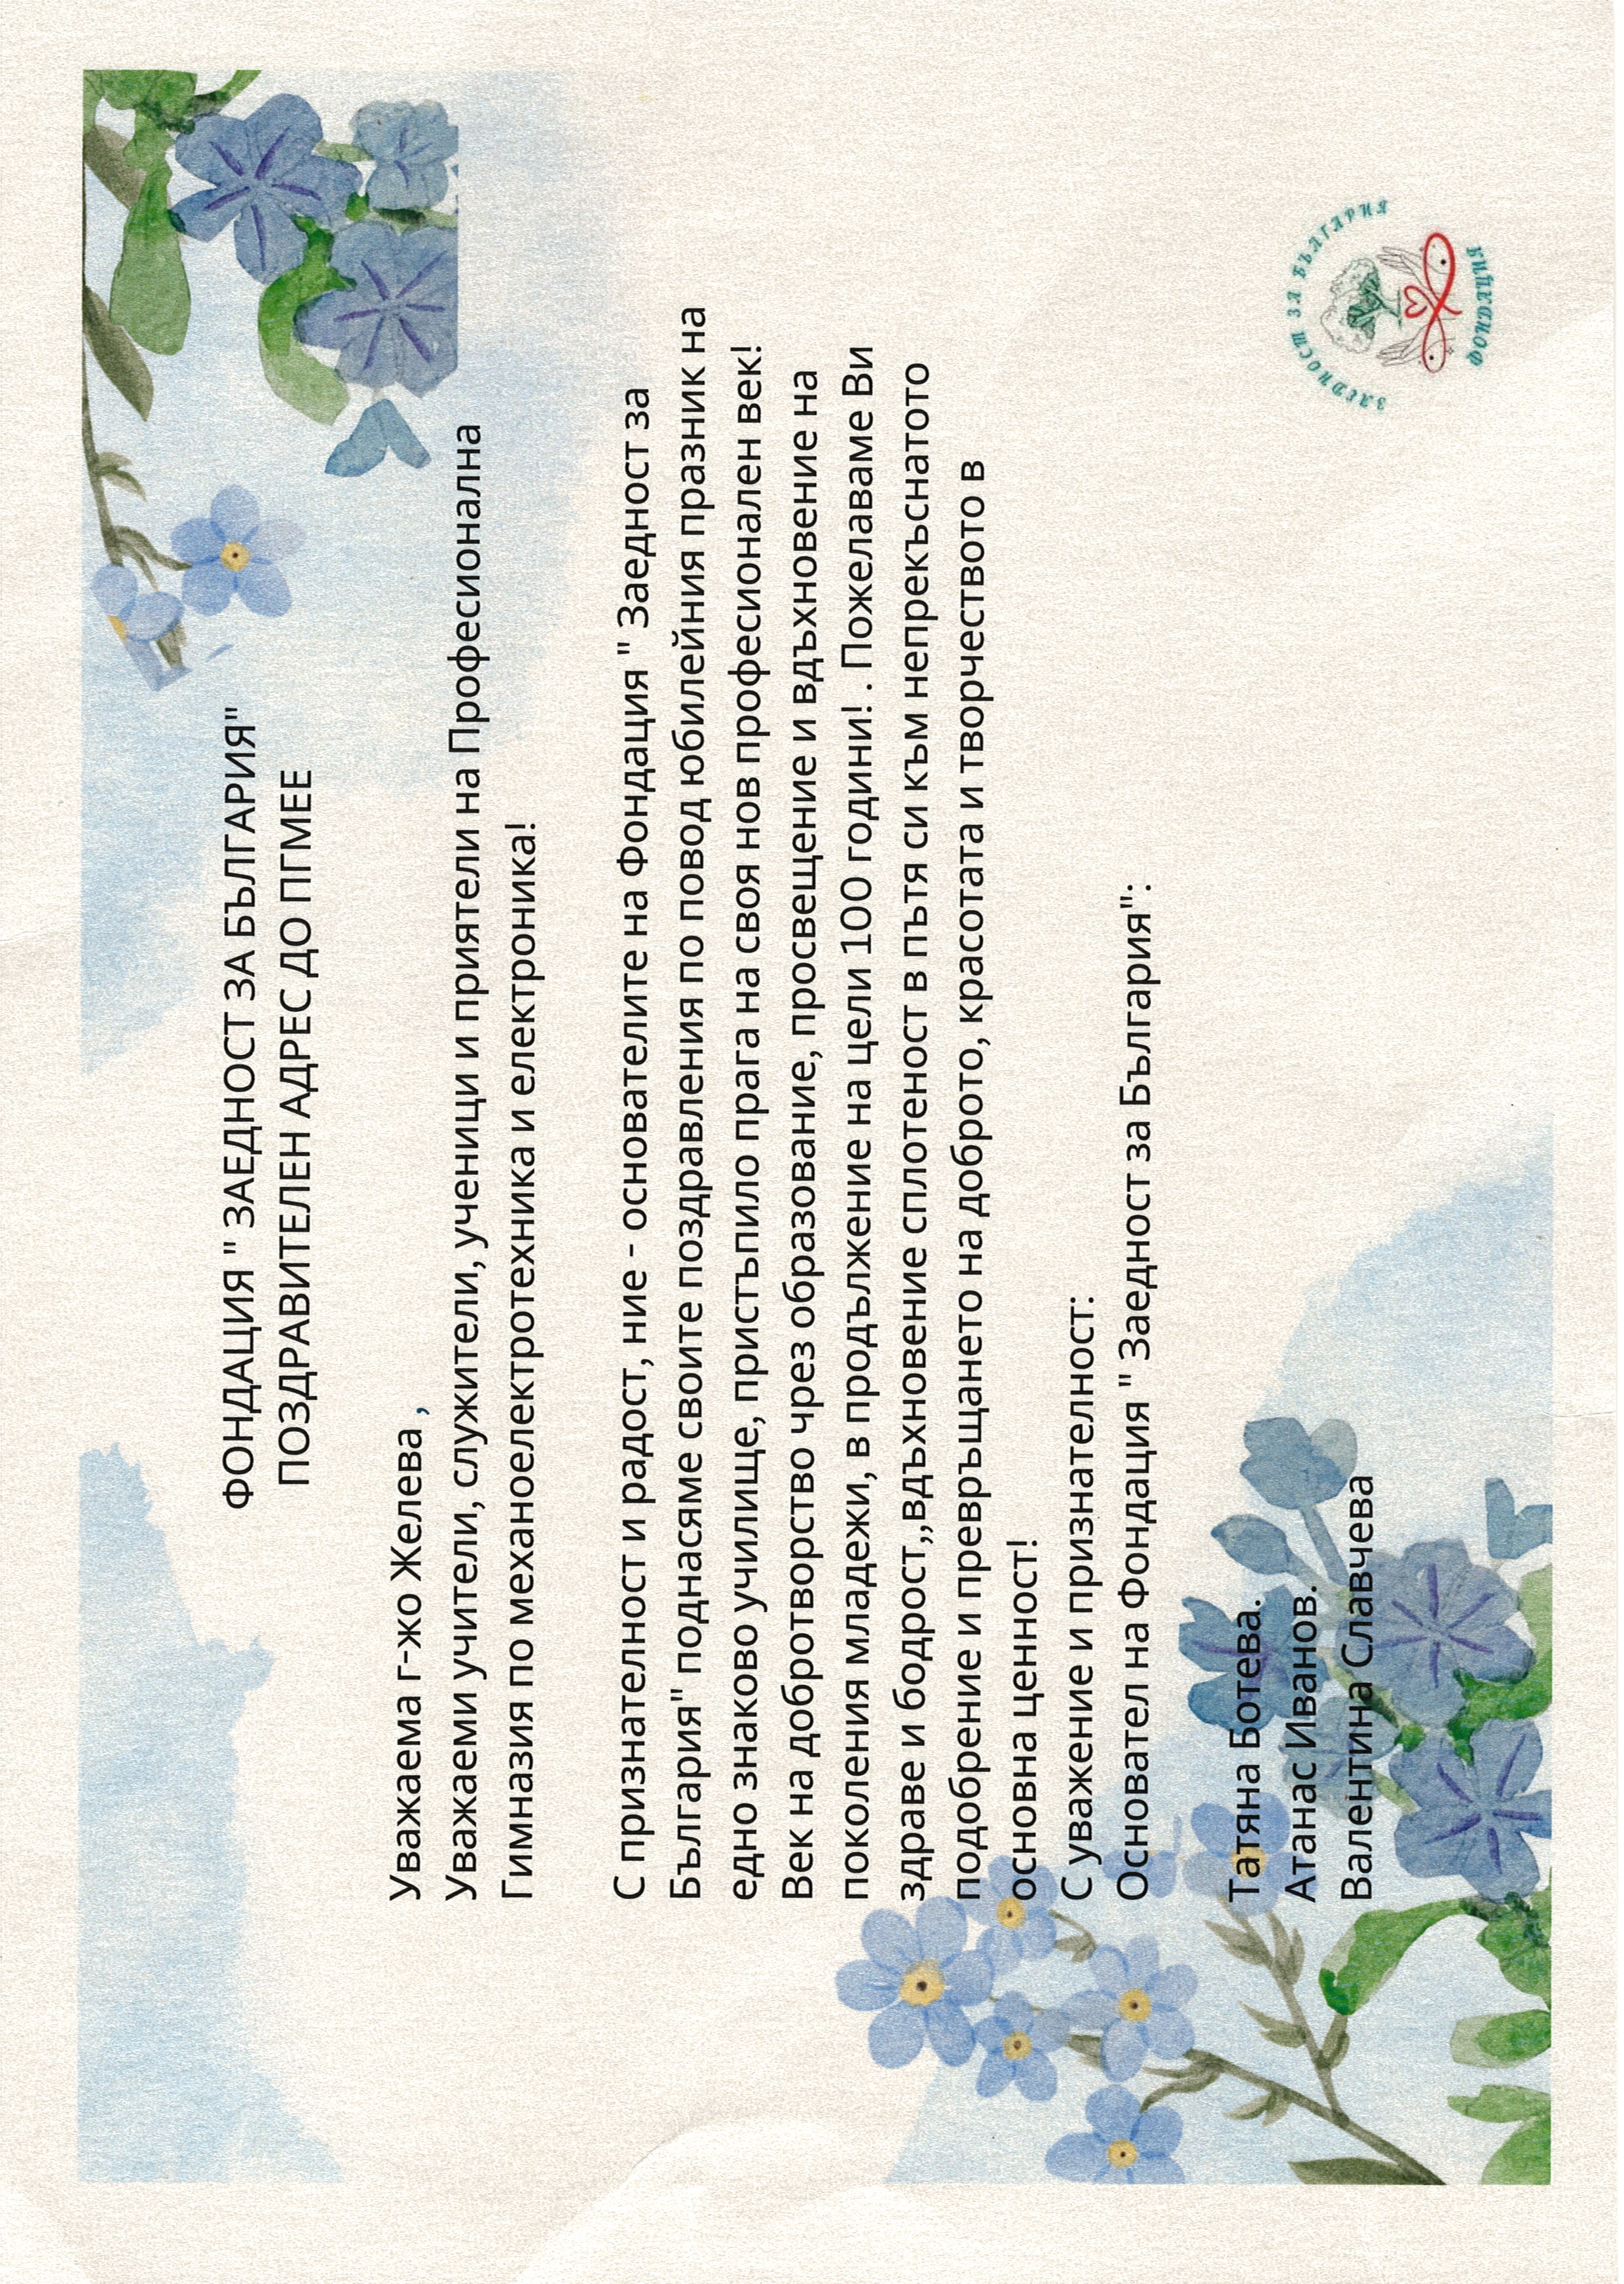 ФОНДАЦИЯ " ЗАЕДНОСТ ЗА БЪЛГАРИЯ"
ПОЗДРАВИТЕЛЕН АДРЕС ДО ПГМЕЕ
Уважаема г-жо Желева ,
Уважаеми учители, служители, ученици и приятели на Професионална
Гимназия по механоелектротехника и електроника!
С признателност и радост, ние - основателите на Фондация " Заедност за
България" поднасяме своите поздравления по повод юбилейния празник на
едно знаково училище, пристъпило прага на своя нов професионален век!
Век на добротворство чрез образование, просвещение и вдъхновение на
поколения младежи, в продължение на цели 100 години! . Пожелаваме Ви
здраве и бодрост,,вдъхновение сплотеност в пътя си към непрекъснатото
подобрение и превръщането на доброто, красотата и творчеството в
основна ценност!
С уважение и признателност:
Основател на Фондация " Заедност за България":
Татяна Ботева.
Атанас Иванов.
Валентина Славчева
ЗАЕДНОСТ ЗА БЪЛГАРИЯ
ФОНДАЦИЯ